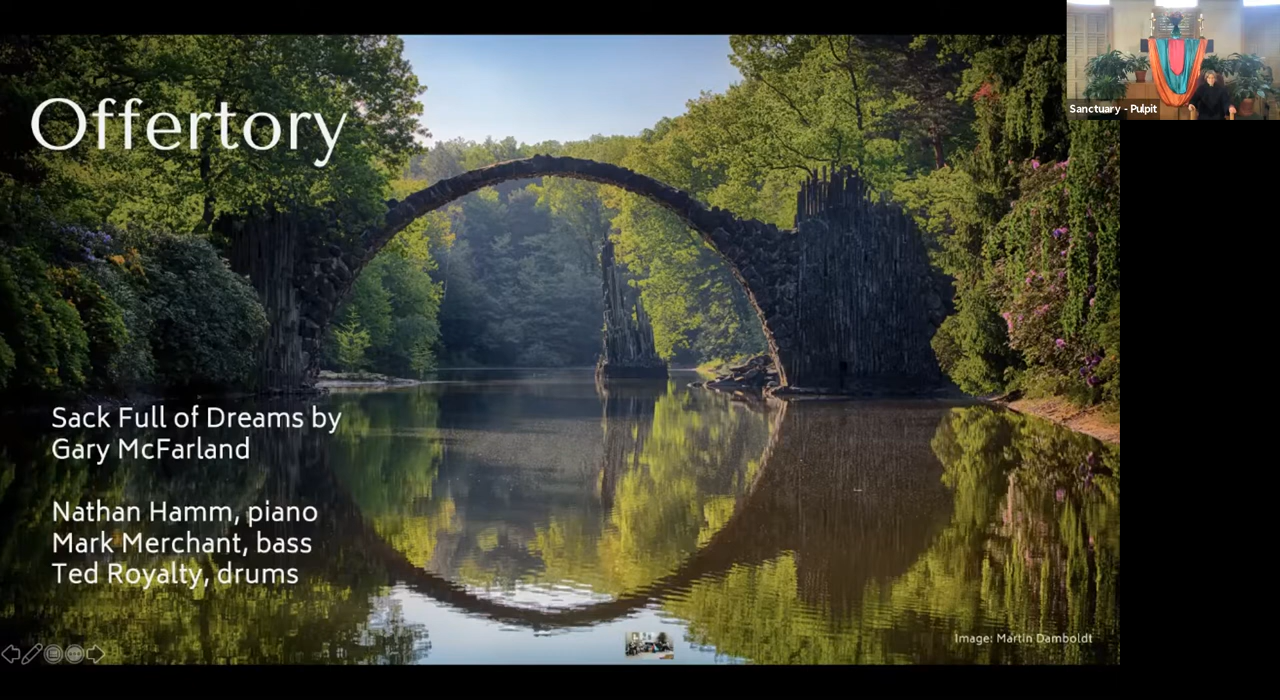 Offertory
Sanctuary - Pulpit
Sack Full of Dreams by
Gary McFarland
Nathan Hamm, piano
Mark Merchant, bass
Ted Royalty, drums
Image: Martin Damboldt